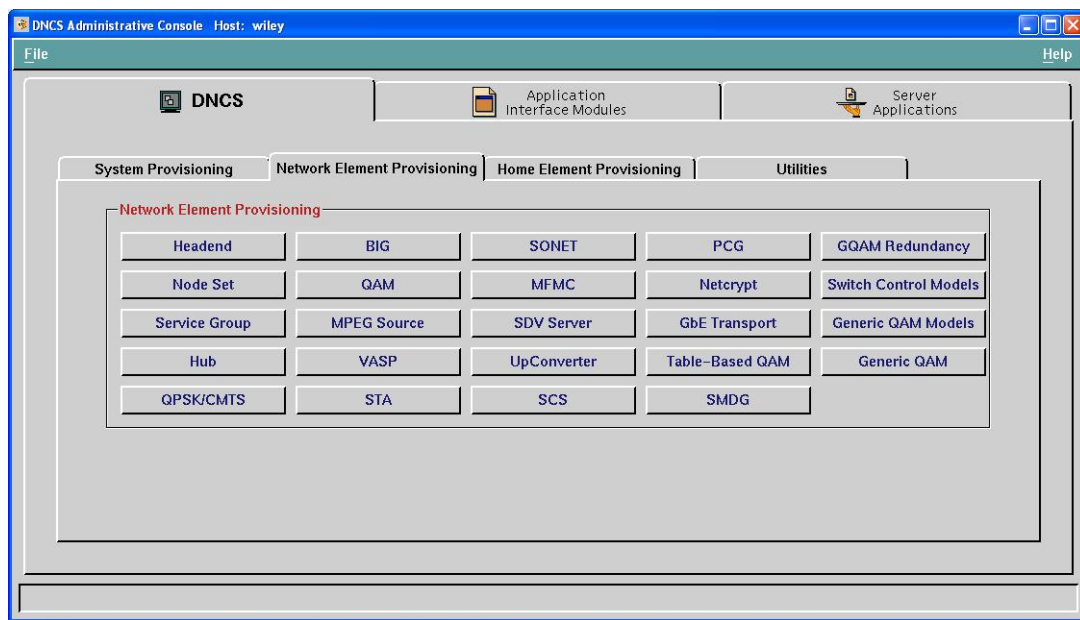 DNCS Administrative Console Host: wiley
File Help
DNCS
Application
Interface Modules
Server
Applications
System Provisioning Network Element Provisioning Home Element Provisioning Utilities
Network Element Provisioning
Headend BIG SONET PCG GQAM Redundancy
Node Set QAM MFMC Netcrypt Switch Control Models
Service Group MPEG Source SDV Server GbE Transport Generic QAM Models
Hub VASP UpConverter Table-Based QAM Generic QAM
QPSK/CMTS STA SCS SMDG